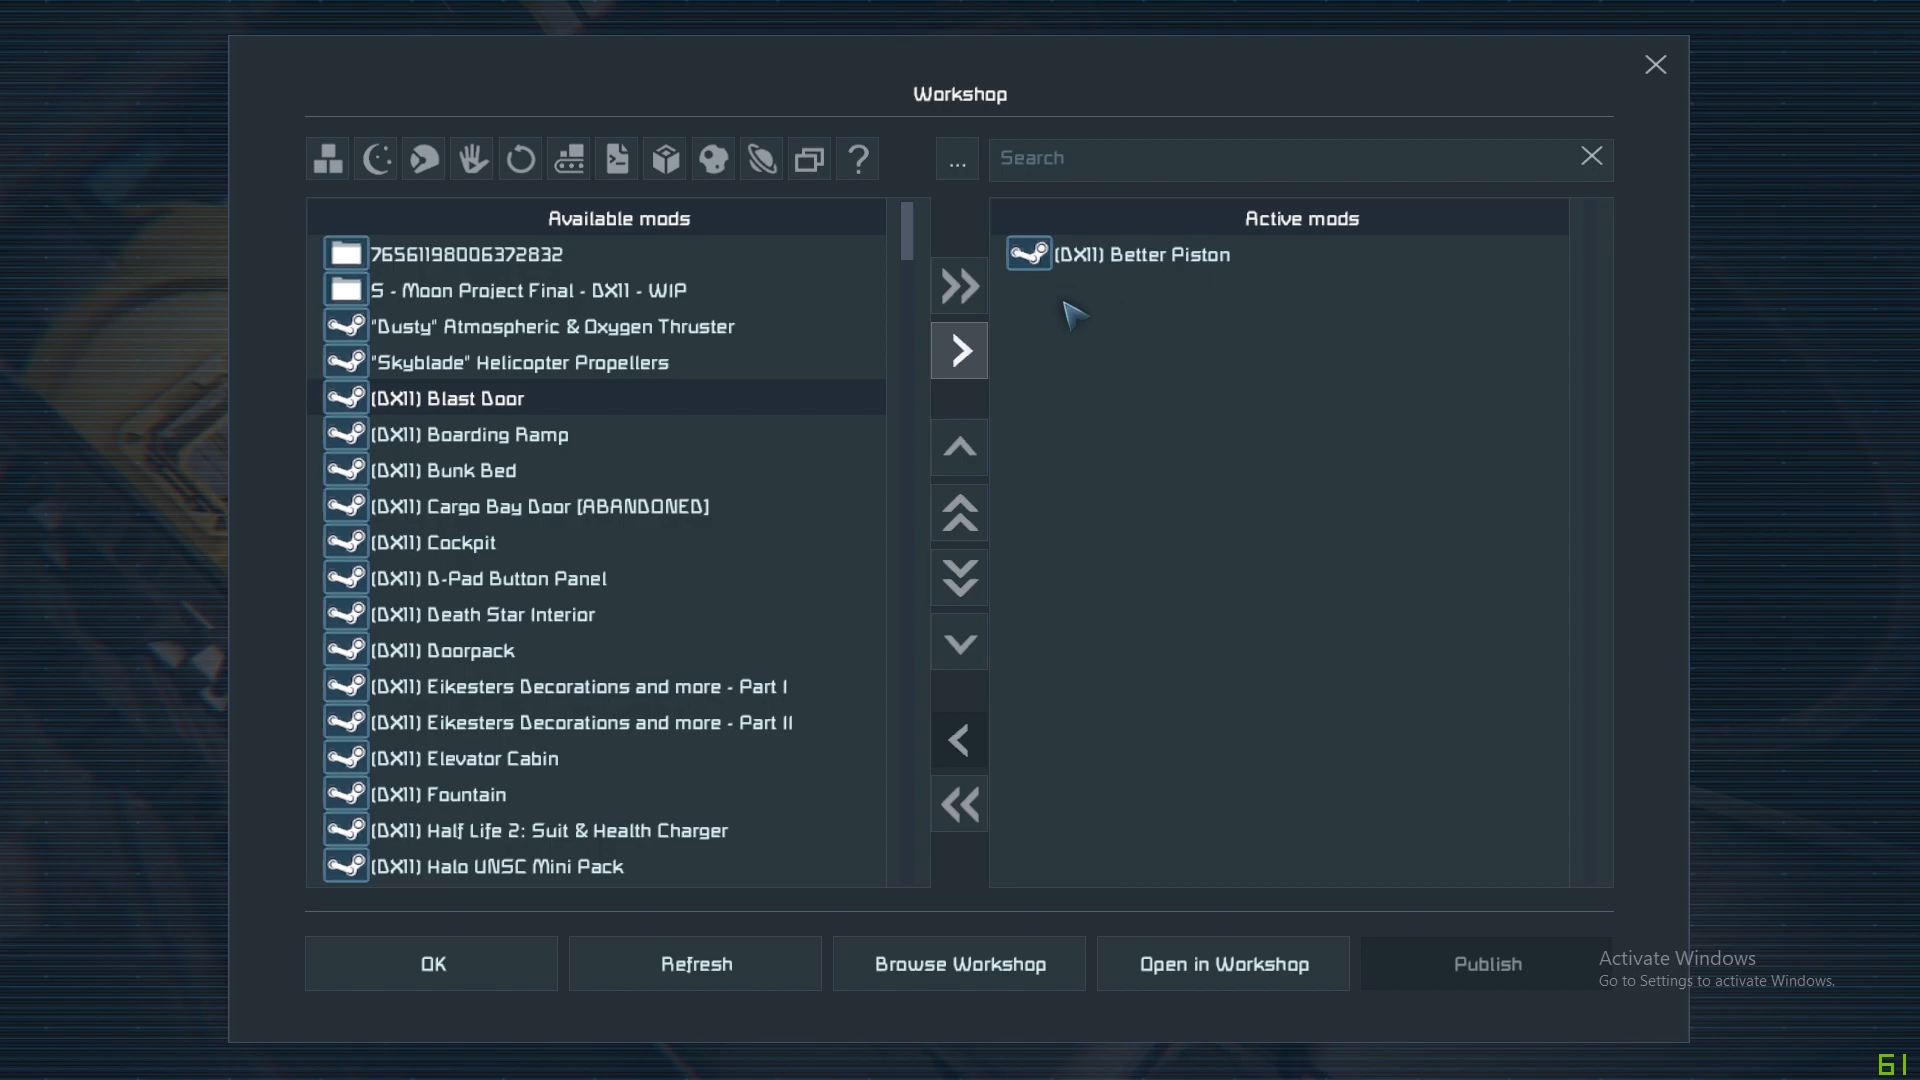 Workshop
...
Search
Available mods
76561198006372832
S - Moon Project Final - DX11 - WIP
"Dusty" Atmospheric & Oxygen Thruster
"Skyblade" Helicopter Propellers
(DX11) Blast Door
(DX11) Boarding Ramp
(DX11) Bunk Bed
(DX11) Cargo Bay Door [ABANDONED]
(DX11) Cockpit
(DX11) D-Pad Button Panel
(DX11) Death Star Interior
(DX11) Doorpack
(DX11) Eikesters Decorations and more - Part I
(DX11) Eikesters Decorations and more - Part II
(DX11) Elevator Cabin
(DX11) Fountain
(DX11) Half Life 2: Suit & Health Charger
(DX11) Halo UNSC Mini Pack
Active mods
(DX11) Better Piston
OK
Refresh
Browse Workshop
Open in Workshop
Publish
Activate Windows
Go to Settings to activate Windows.
61